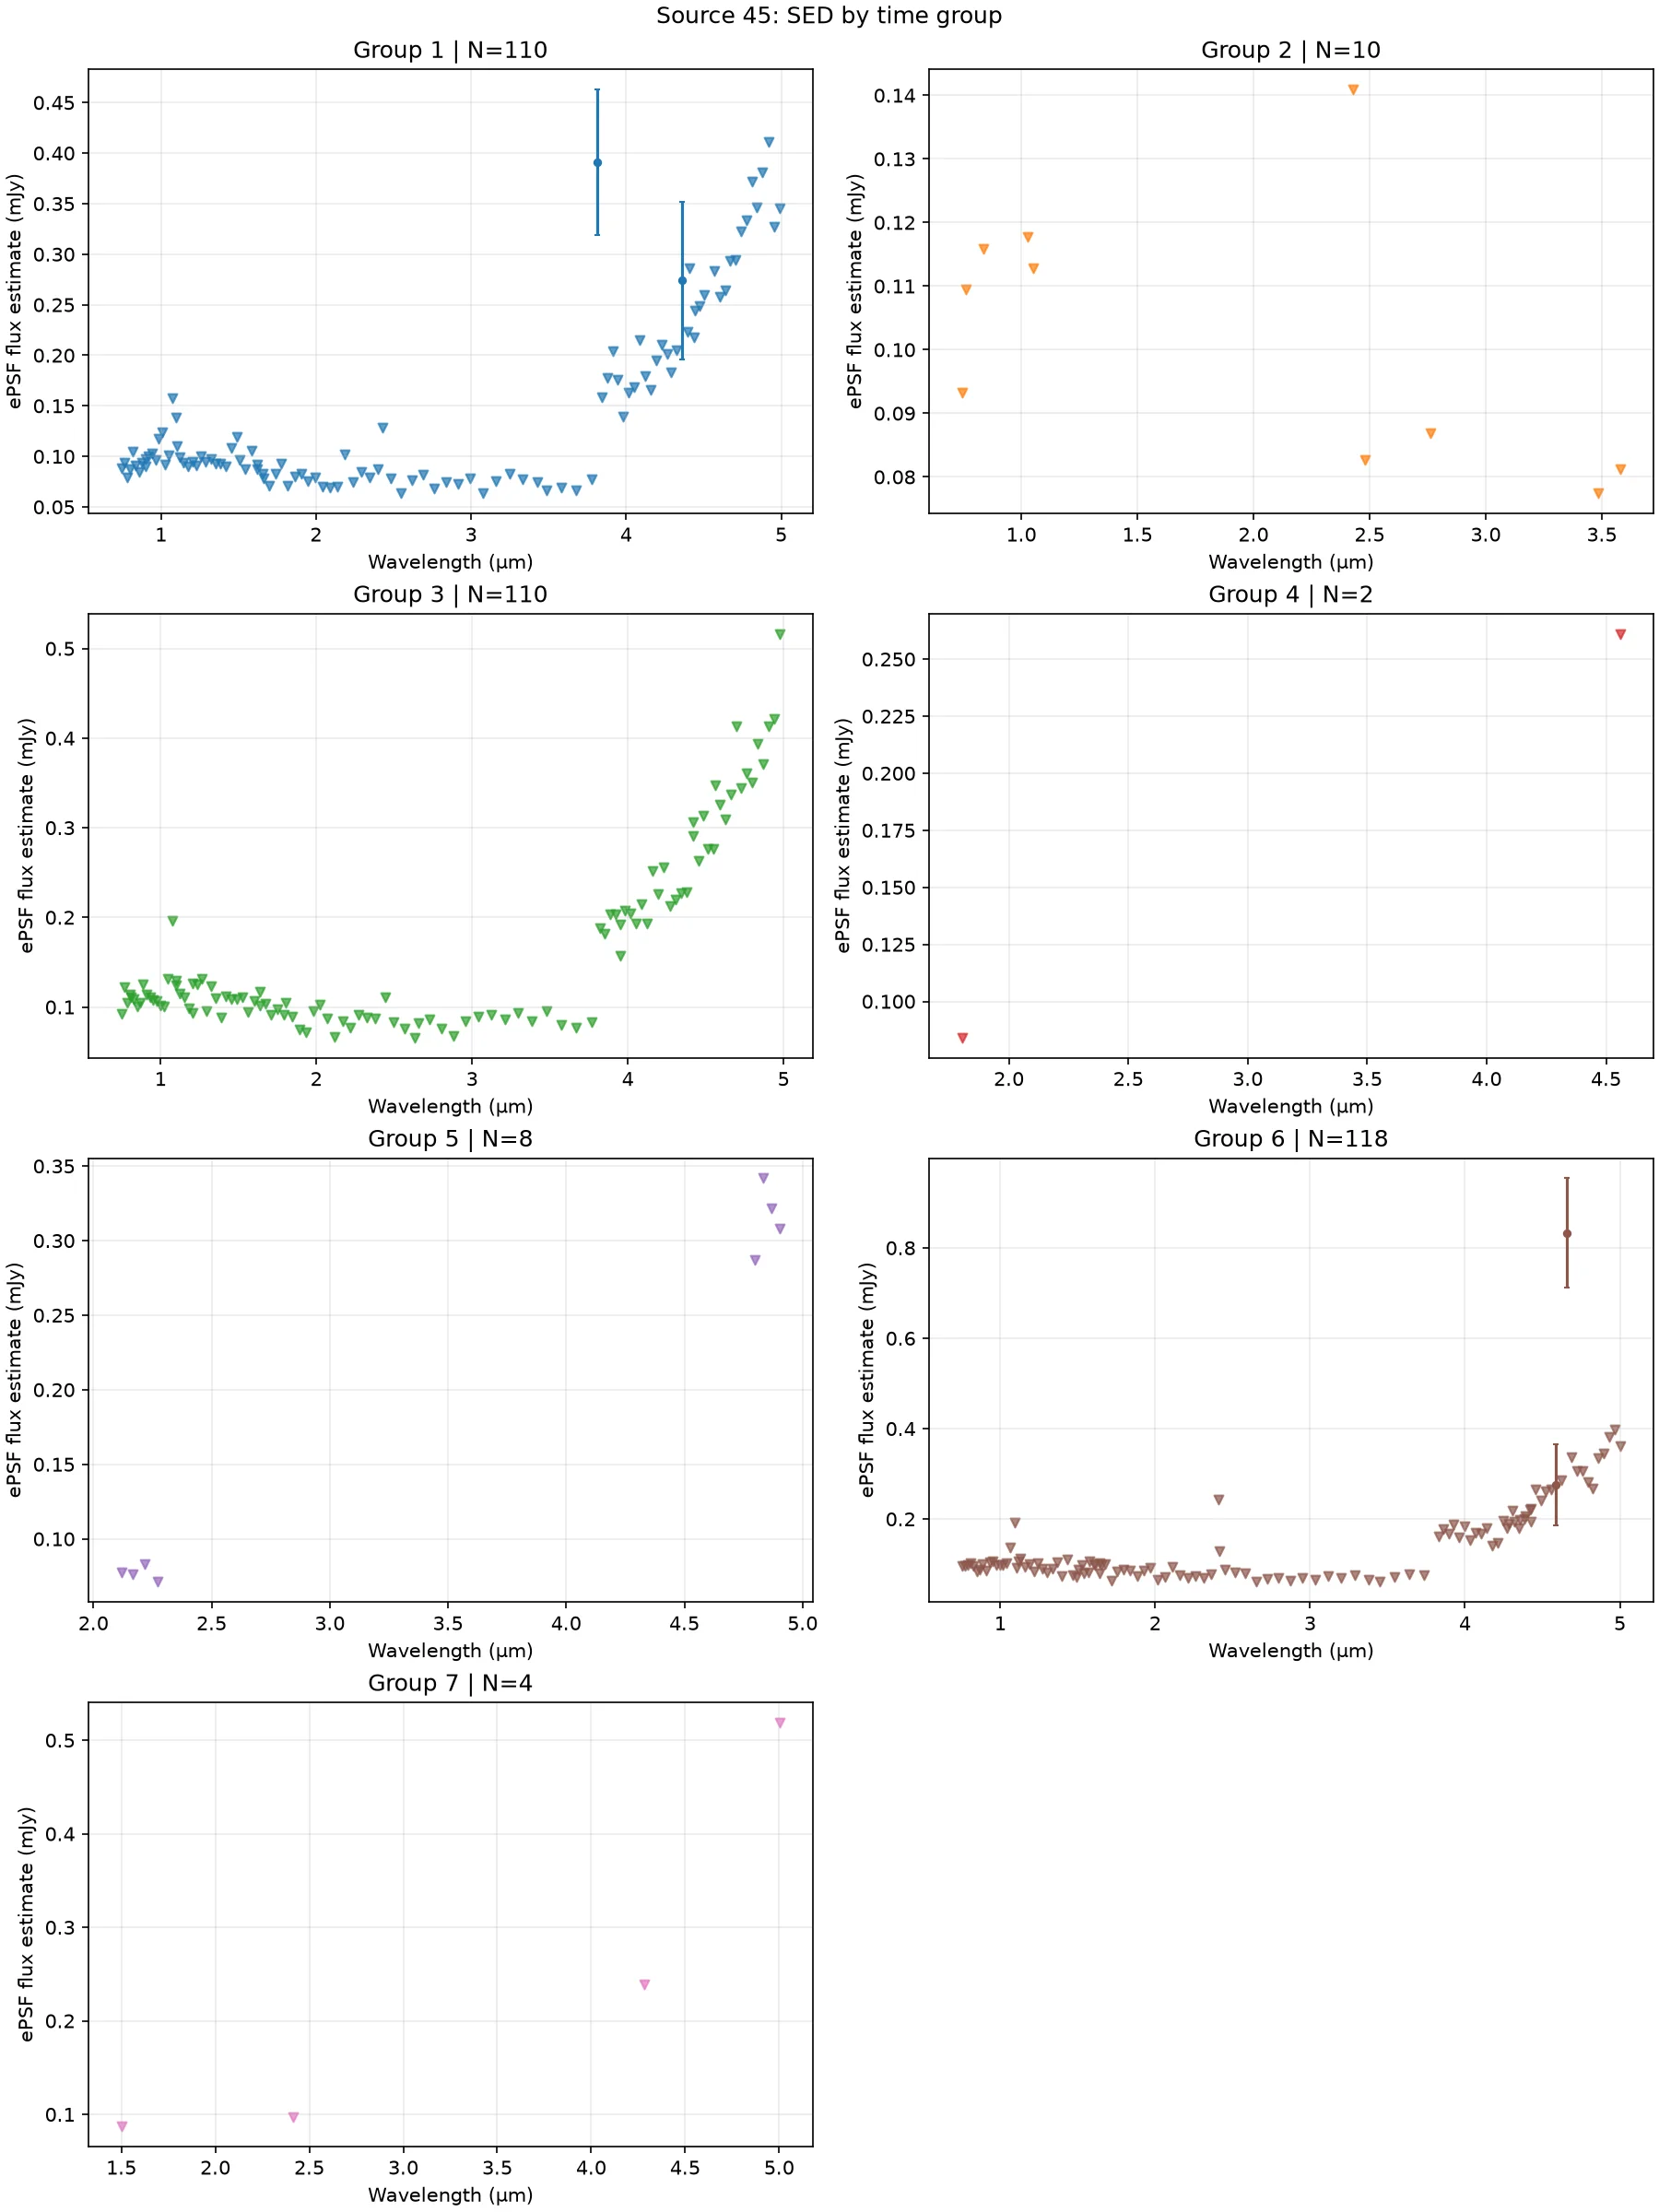 Source 45: SED by time group
Group 1 | N=110
ePSF flux estimate (mJy)
0.45
0.40
0.35
0.30
0.25
0.20
0.15
0.10
0.05
1 2 3 4 5
Wavelength (µm)
Group 2 | N=10
ePSF flux estimate (mJy)
0.14
0.13
0.12
0.11
0.10
0.09
0.08
1.0 1.5 2.0 2.5 3.0 3.5
Wavelength (µm)
Group 3 | N=110
ePSF flux estimate (mJy)
0.5
0.4
0.3
0.2
0.1
1 2 3 4 5
Wavelength (µm)
Group 4 | N=2
ePSF flux estimate (mJy)
0.250
0.225
0.200
0.175
0.150
0.125
0.100
2.0 2.5 3.0 3.5 4.0 4.5
Wavelength (µm)
Group 5 | N=8
ePSF flux estimate (mJy)
0.35
0.30
0.25
0.20
0.15
0.10
2.0 2.5 3.0 3.5 4.0 4.5 5.0
Wavelength (µm)
Group 6 | N=118
ePSF flux estimate (mJy)
0.8
0.6
0.4
0.2
1 2 3 4 5
Wavelength (µm)
Group 7 | N=4
ePSF flux estimate (mJy)
0.5
0.4
0.3
0.2
0.1
1.5 2.0 2.5 3.0 3.5 4.0 4.5 5.0
Wavelength (µm)